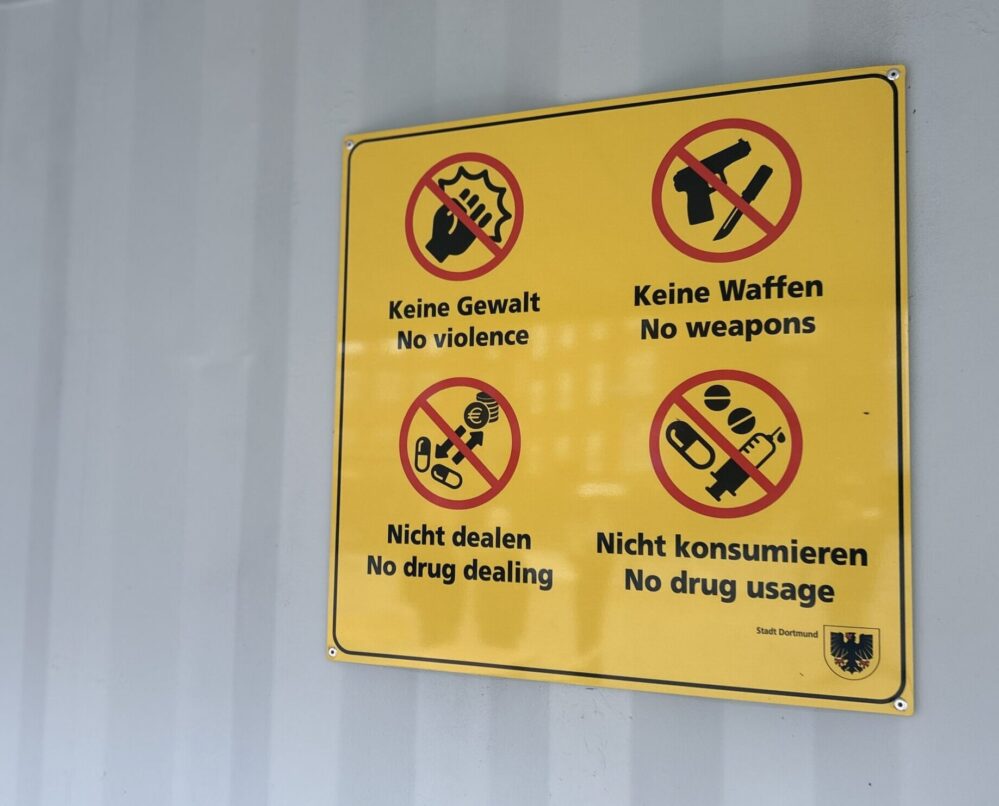 Keine Gewalt
No violence
Keine Waffen
No weapons
Nicht dealen
No drug dealing
Nicht konsumieren
No drug usage
Stadt Dortmund